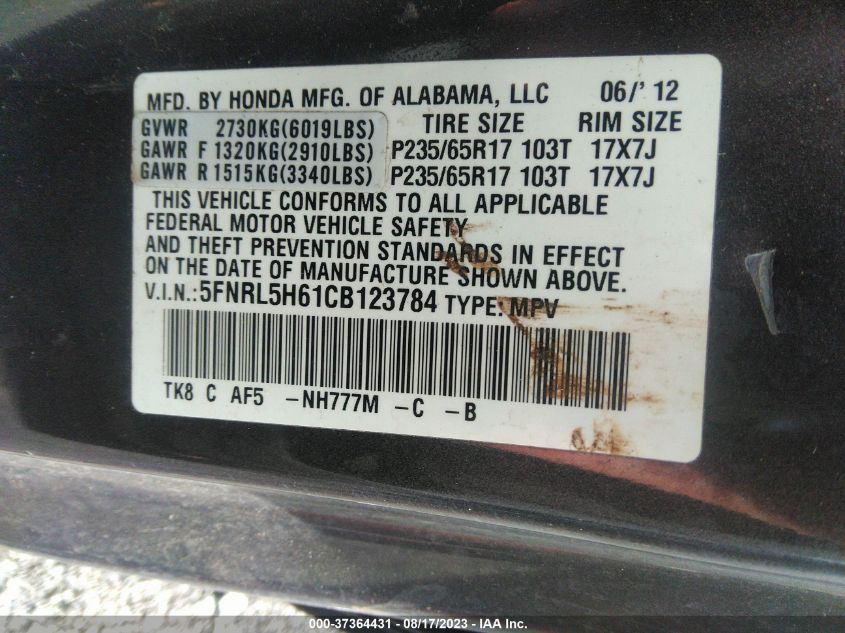 MFD. BY HONDA MFG. OF ALABAMA, LLC 06/' 12
GVWR 2730KG(6019LBS) TIRE SIZE RIM SIZE
GAWR F 1320KG(2910LBS) P235/65R17 103T 17X7J
GAWR R 1515KG(3340LBS) P235/65R17 103T 17X7J
THIS VEHICLE CONFORMS TO ALL APPLICABLE
FEDERAL MOTOR VEHICLE SAFETY
AND THEFT PREVENTION STANDARDS IN EFFECT
ON THE DATE OF MANUFACTURE SHOWN ABOVE.
V.I.N.: 5FNRL5H61CB123784 TYPE: MPV
TK8 C AF5 -NH777M -C -B
000-37364431 - 08/17/2023 - © IAA Inc.